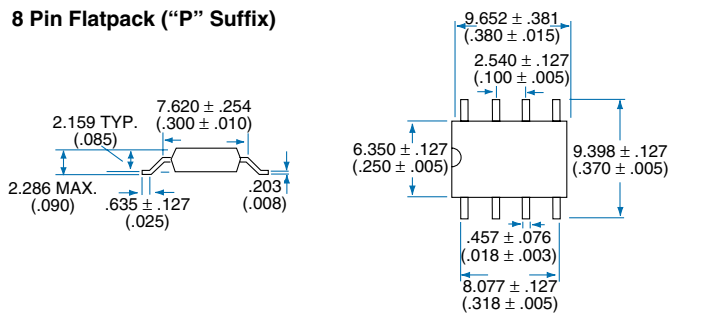 8 Pin Flatpack (“P” Suffix)
9.652 ± .381
(.380 ± .015)
2.540 ± .127
(.100 ± .005)
7.620 ± .254
(.300 ± .010)
2.159 TYP.
(.085)
2.286 MAX.
(.090)
.635 ± .127
(.025)
.203
(.008)
6.350 ± .127
(.250 ± .005)
9.398 ± .127
(.370 ± .005)
.457 ± .076
(.018 ± .003)
8.077 ± .127
(.318 ± .005)